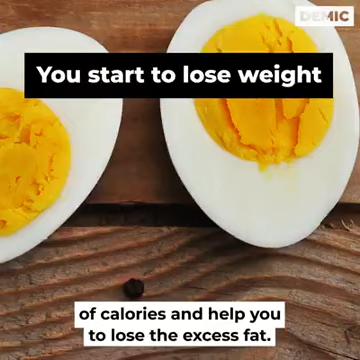 DEMIC
You start to lose weight
of calories and help you
to lose the excess fat.